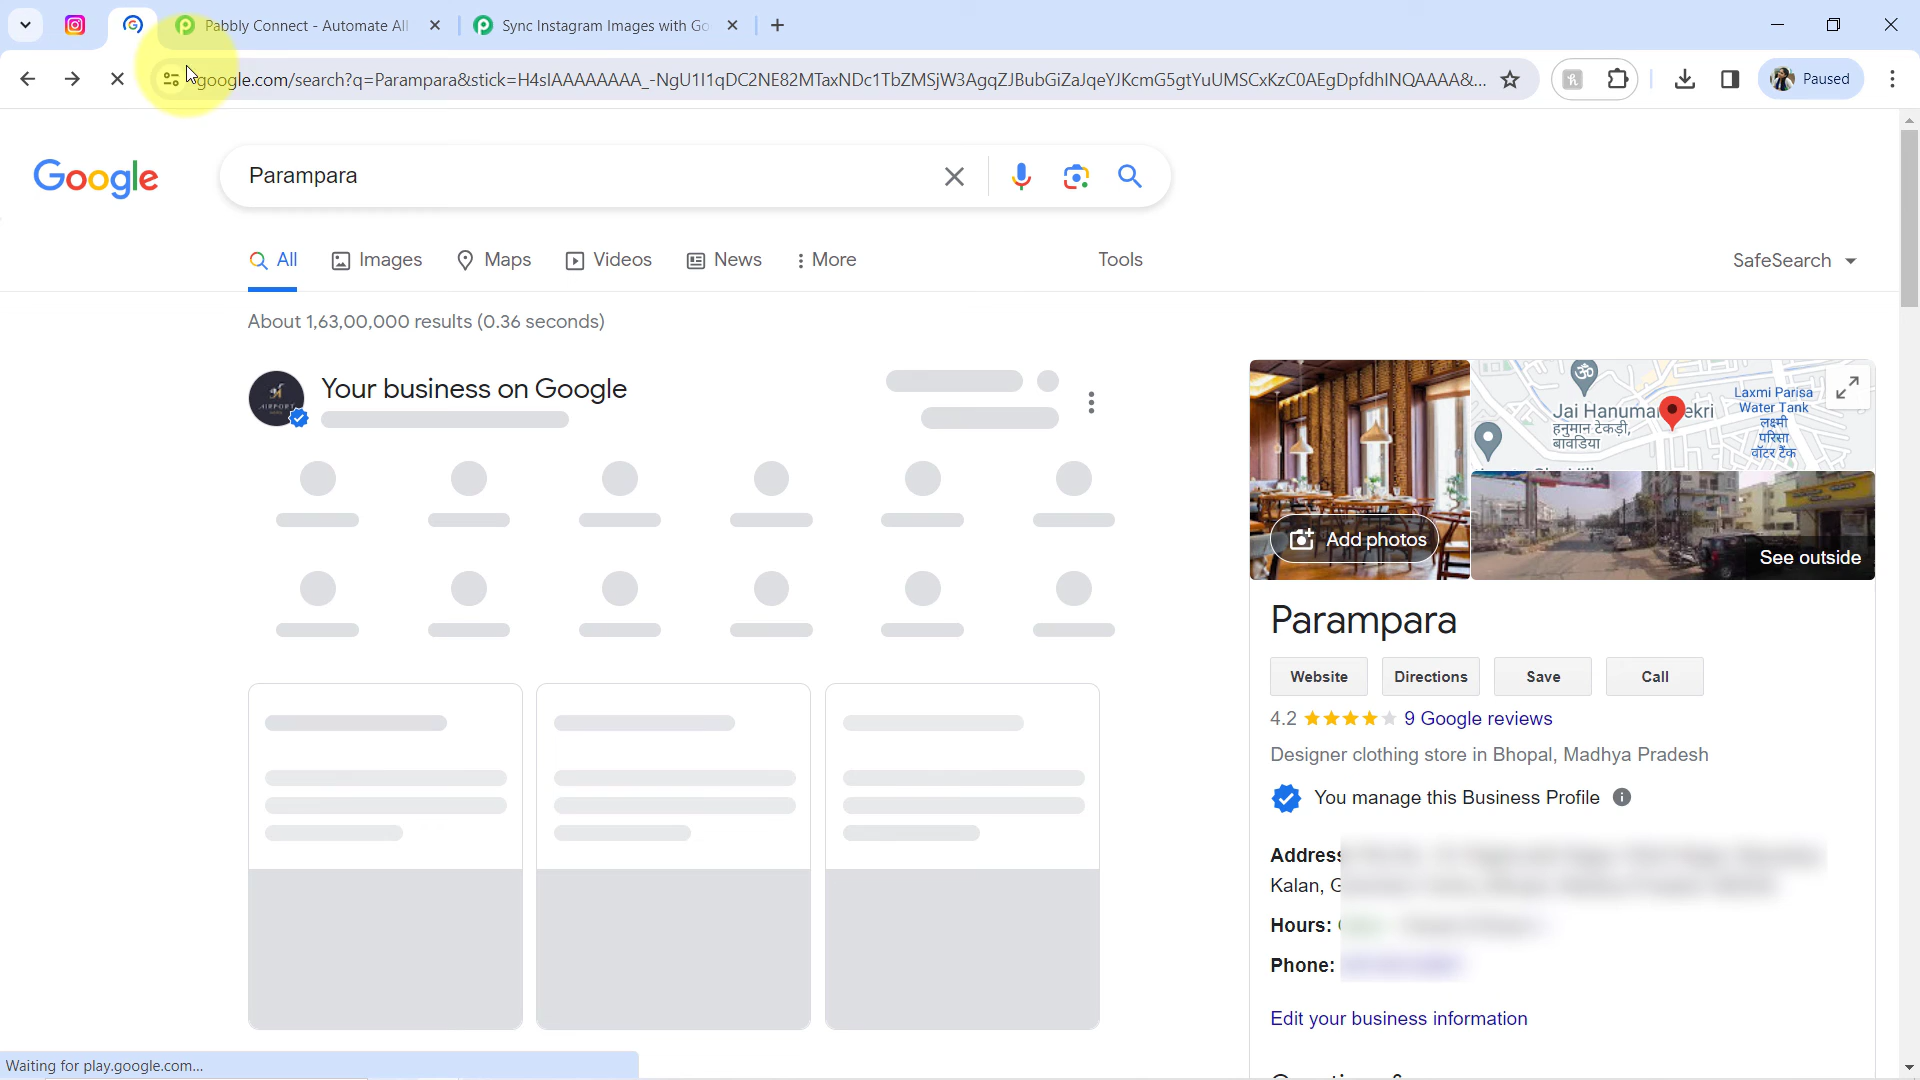 Pabbly Connect - Automate All
Sync Instagram Images with Go
google.com/search?q=Parampara&stick=H4sIAAAAAAAA_-NgU1I1qDC2NE82MTaxNDc1TbZMSjW3AgqZJBubGiZaJqeYJKcmG5gtYuUMSCxKzC0AEgDpfdhINQAAAA&...
Paused
Google
Parampara
All
Images
Maps
Videos
News
More
Tools
SafeSearch
About 1,63,00,000 results (0.36 seconds)
AIRPORT
Your business on Google
Jai Hanuman
ekri
हनुमान टेकड़ी,
बावडिया
Laxmi Parisa
Water Tank
लक्ष्मी
परिसा
वॉटर टैंक
Add photos
See outside
Parampara
Website
Directions
Save
Call
4.2
9 Google reviews
Designer clothing store in Bhopal, Madhya Pradesh
You manage this Business Profile
Address
Kalan, G
Hours:
Phone:
Edit your business information
Waiting for play.google.com...